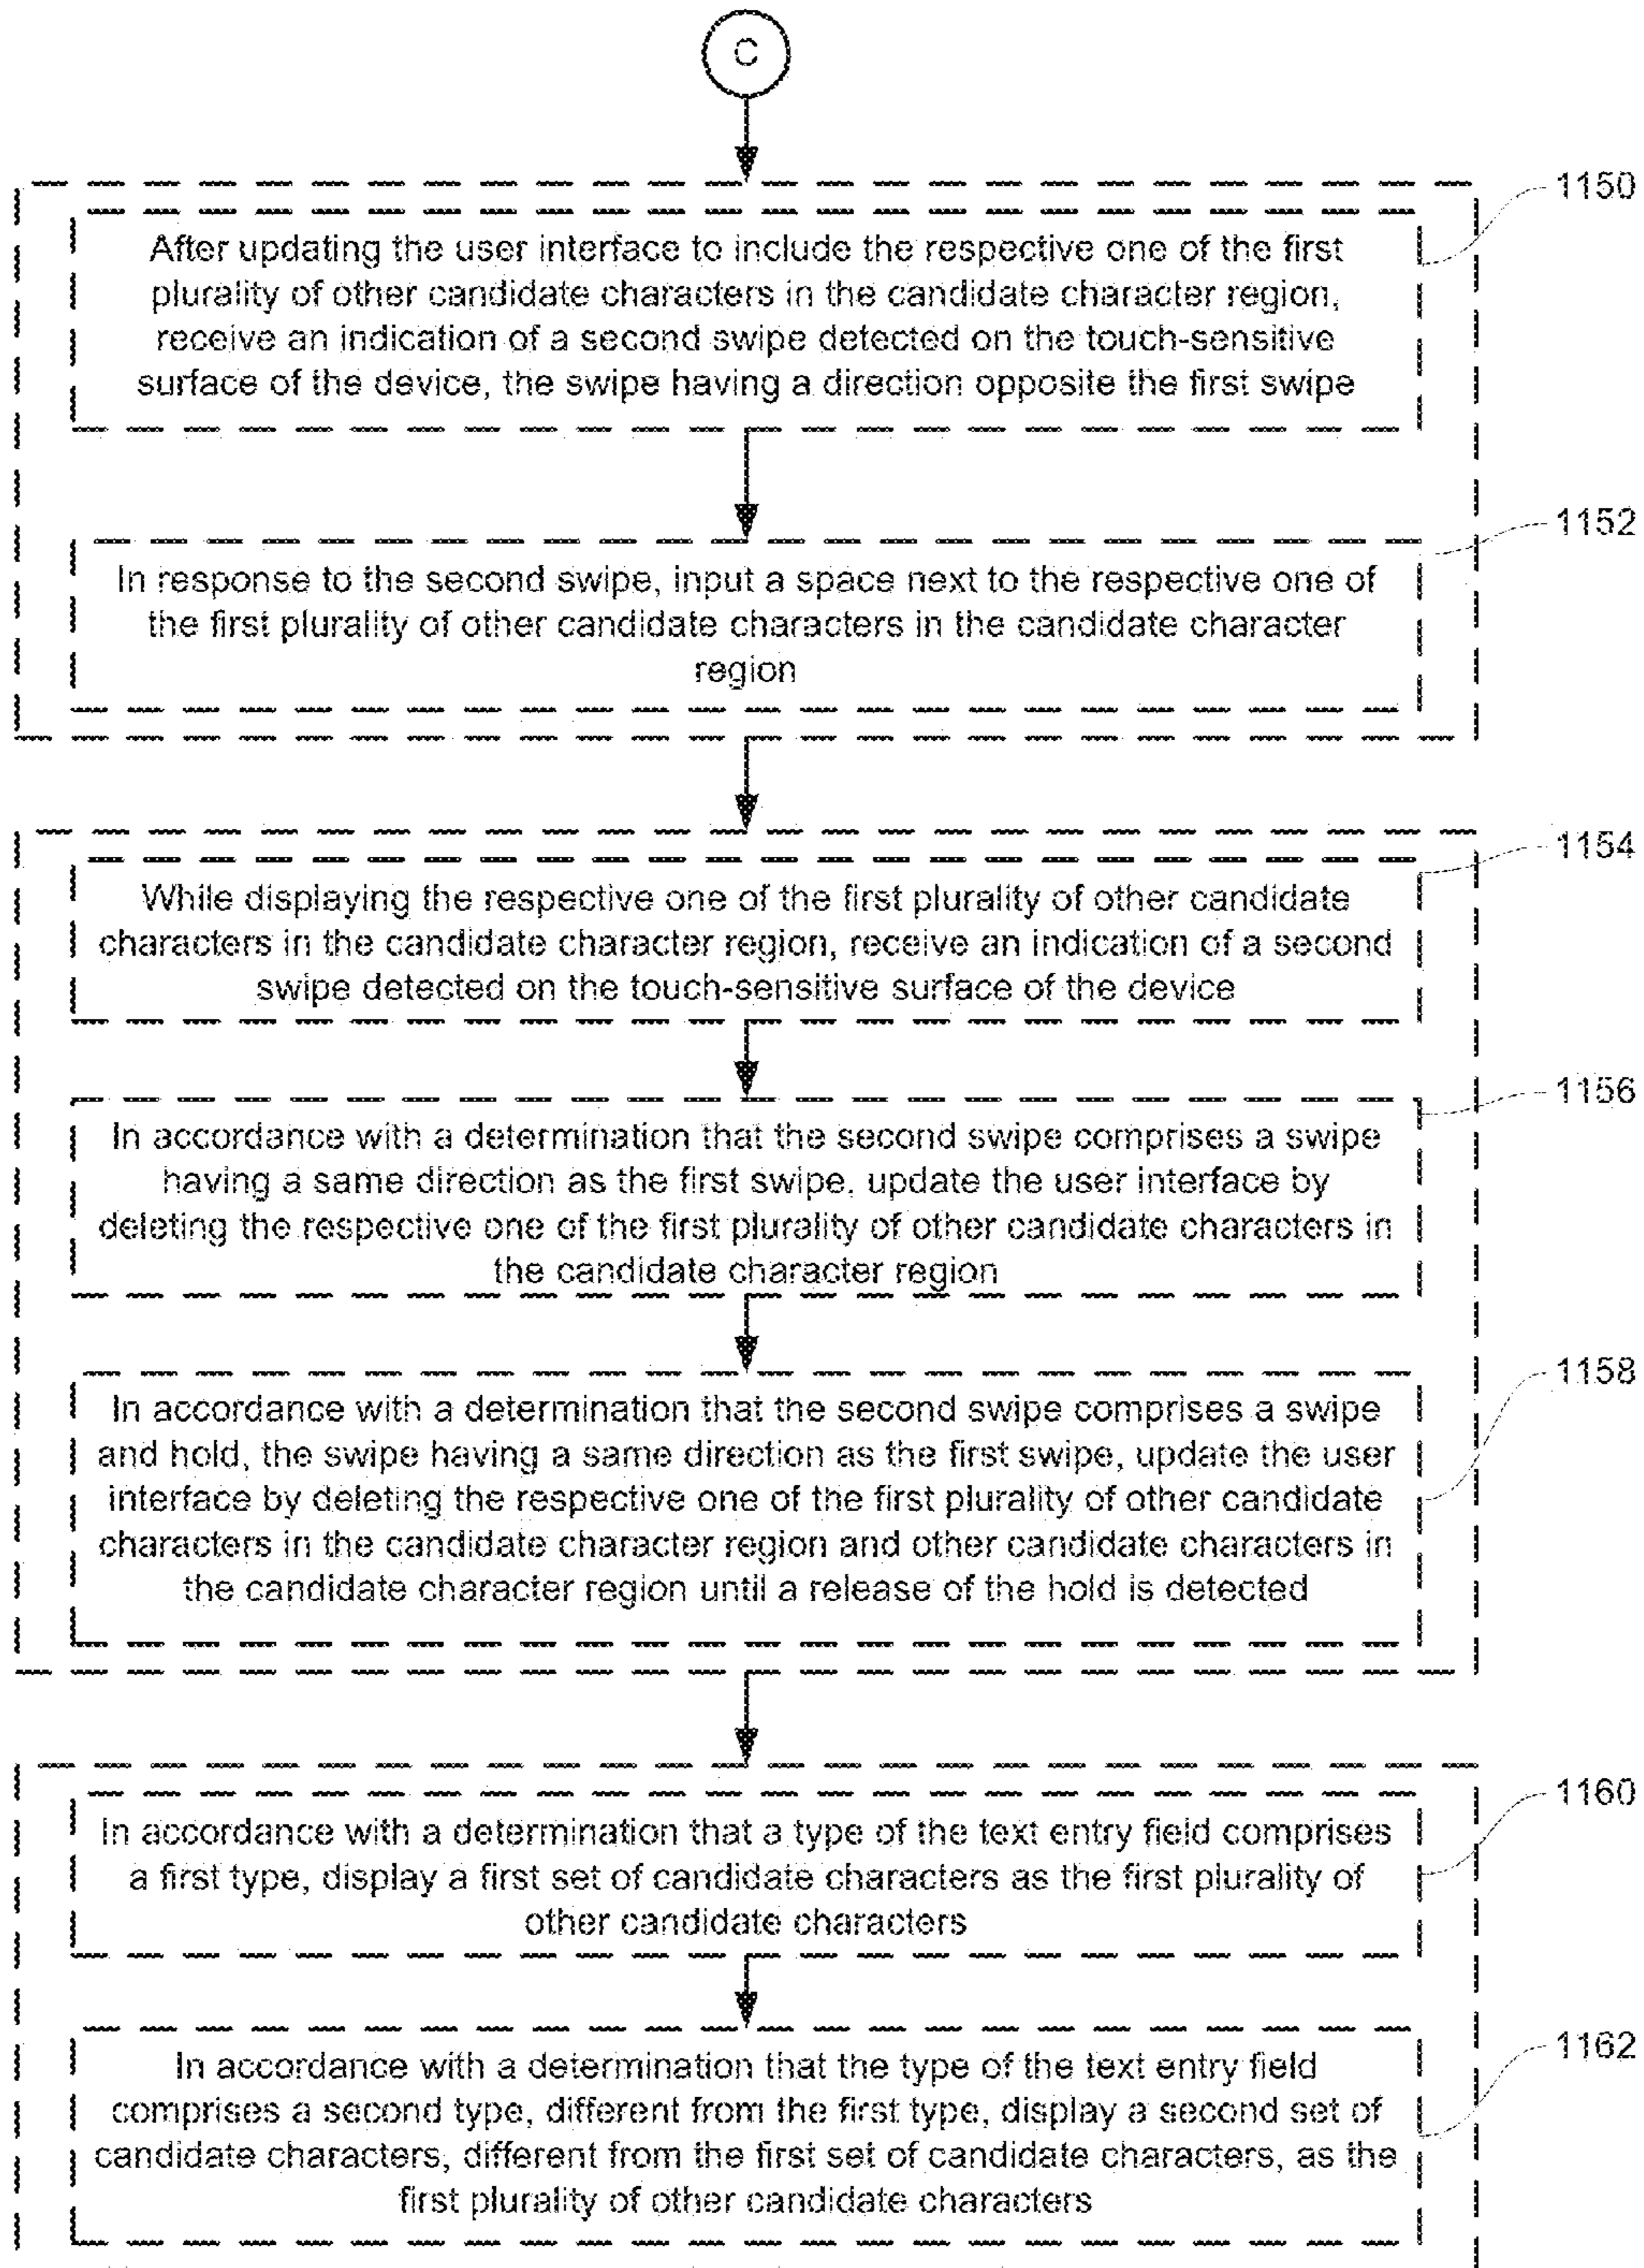 C
1150
After updating the user interface to include the respective one of the first
plurality of other candidate characters in the candidate character region,
receive an indication of a second swipe detected on the touch-sensitive
surface of the device, the swipe having a direction opposite the first swipe
1152
In response to the second swipe, input a space next to the respective one of
the first plurality of other candidate characters in the candidate character
region
1154
While displaying the respective one of the first plurality of other candidate
characters in the candidate character region, receive an indication of a second
swipe detected on the touch-sensitive surface of the device
1156
In accordance with a determination that the second swipe comprises a swipe
having a same direction as the first swipe, update the user interface by
deleting the respective one of the first plurality of other candidate characters in
the candidate character region
1158
In accordance with a determination that the second swipe comprises a swipe
and hold, the swipe having a same direction as the first swipe, update the user
interface by deleting the respective one of the first plurality of other candidate
characters in the candidate character region and other candidate characters in
the candidate character region until a release of the hold is detected
1160
In accordance with a determination that a type of the text entry field comprises
a first type, display a first set of candidate characters as the first plurality of
other candidate characters
1162
In accordance with a determination that the type of the text entry field
comprises a second type, different from the first type, display a second set of
candidate characters, different from the first set of candidate characters, as the
first plurality of other candidate characters